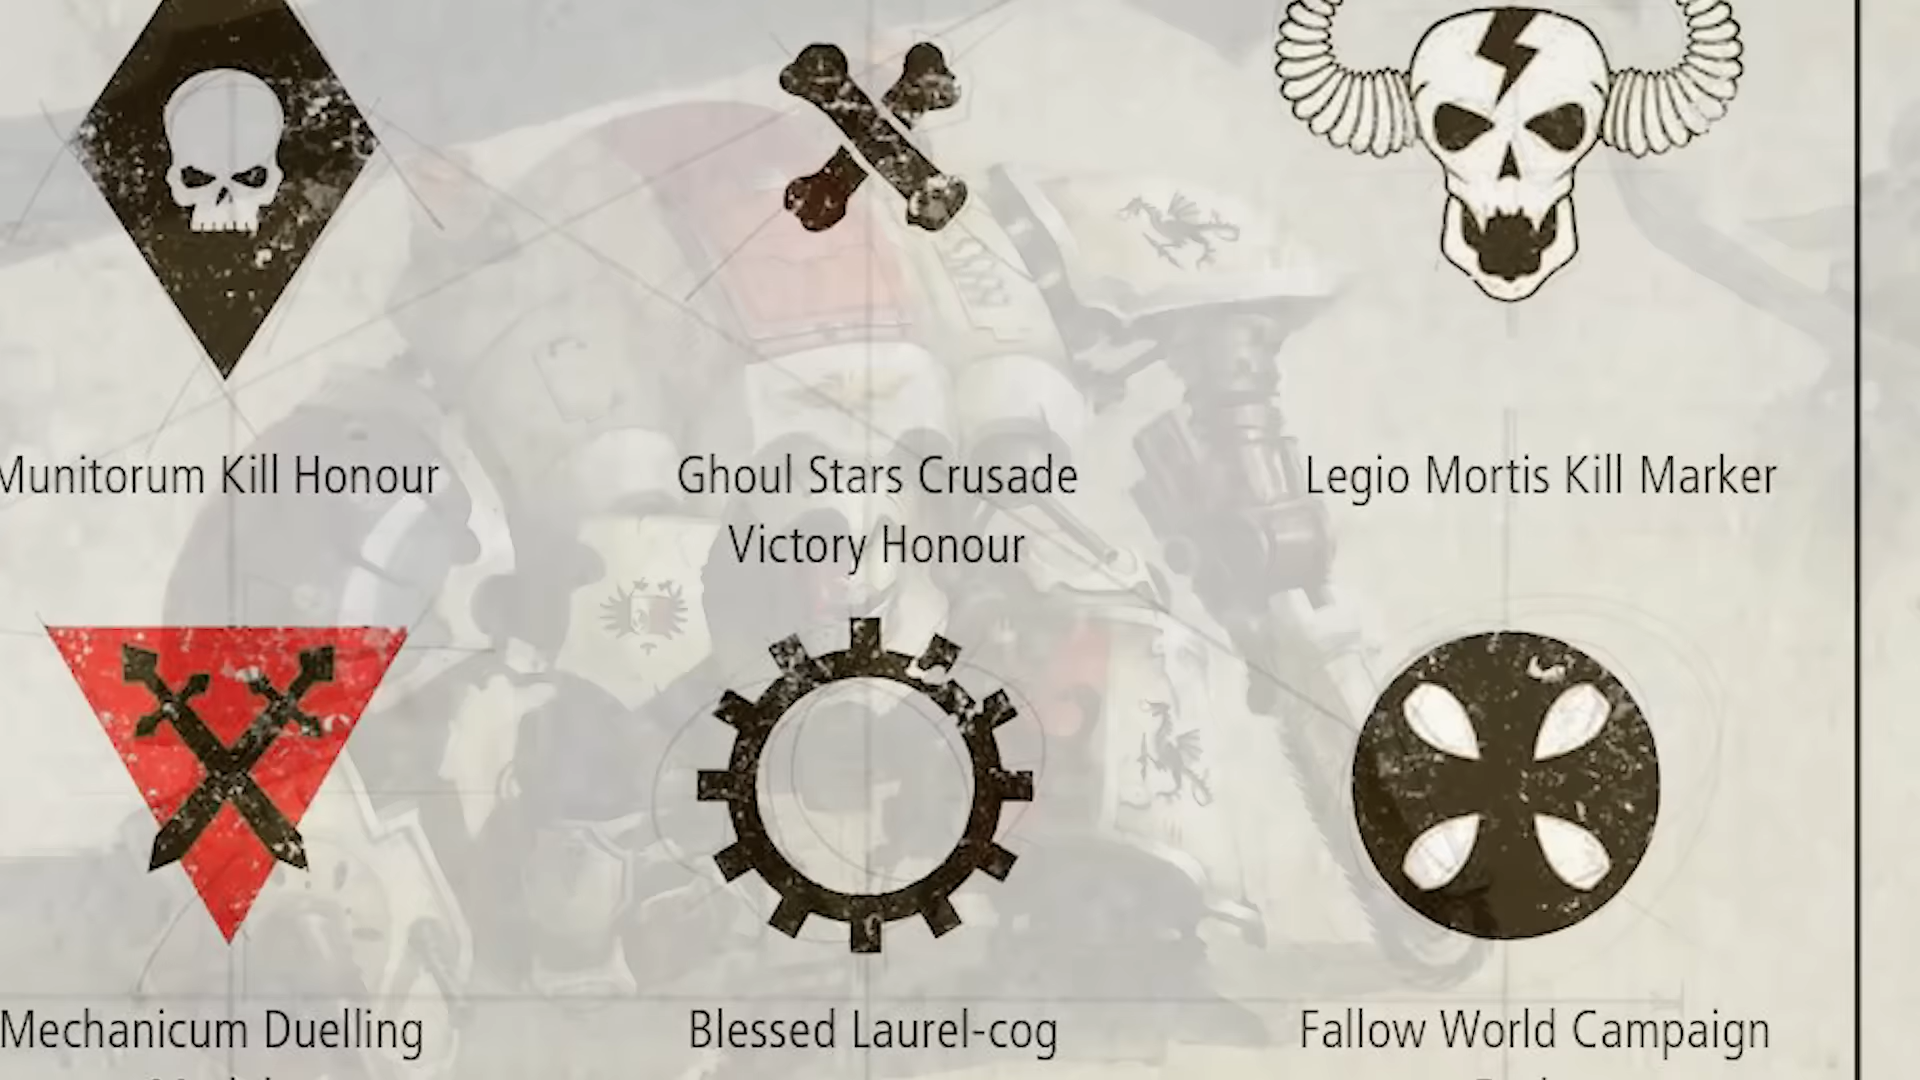 Munitorum Kill Honour
Ghoul Stars Crusade
Victory Honour
Legio Mortis Kill Marker
Mechanicum Duelling
Blessed Laurel-cog
Fallow World Campaign